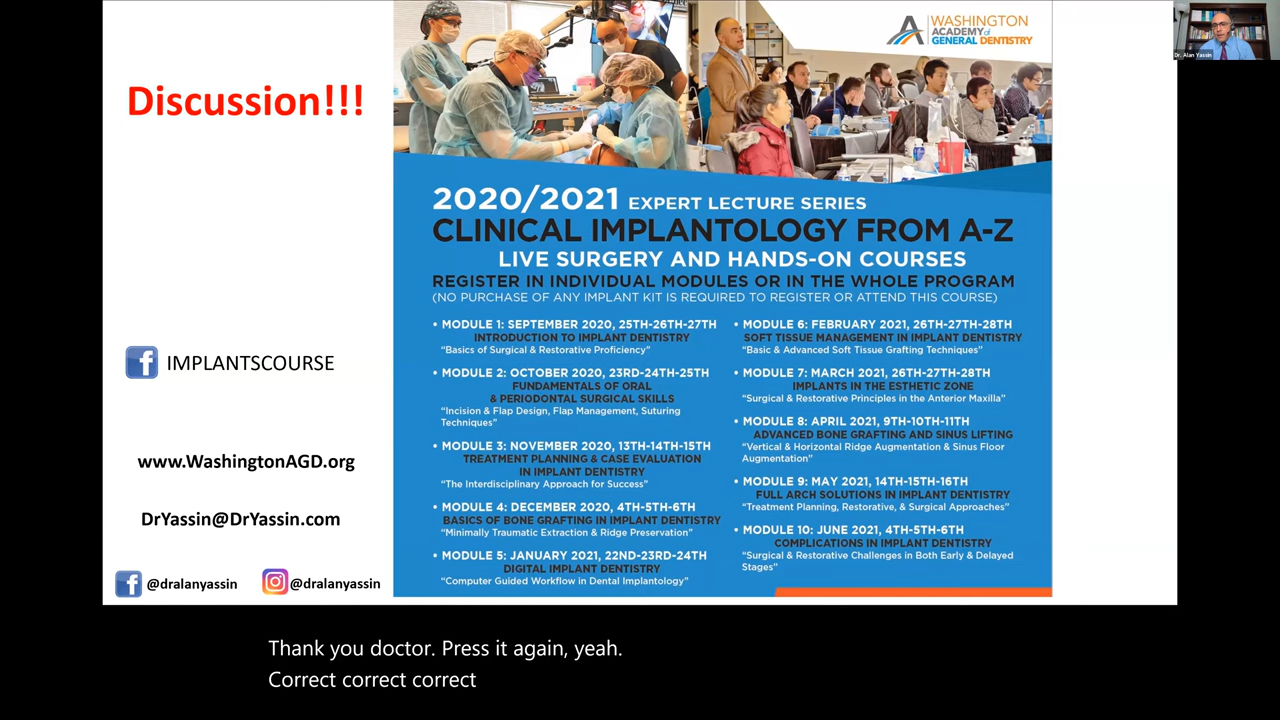 Discussion!!!
IMPLANTSCOURSE
www.WashingtonAGD.org
DrYassin@DrYassin.com
@dralanyassin
@dralanyassin
WASHINGTON
ACADEMY of
GENERAL DENTISTRY
2020/2021 EXPERT LECTURE SERIES
CLINICAL IMPLANTOLOGY FROM A-Z
LIVE SURGERY AND HANDS-ON COURSES
REGISTER IN INDIVIDUAL MODULES OR IN THE WHOLE PROGRAM
(NO PURCHASE OF ANY IMPLANT KIT IS REQUIRED TO REGISTER OR ATTEND THIS COURSE)
• MODULE 1: SEPTEMBER 2020, 25TH-26TH-27TH
INTRODUCTION TO IMPLANT DENTISTRY
"Basics of Surgical & Restorative Proficiency"
• MODULE 2: OCTOBER 2020, 23RD-24TH-25TH
FUNDAMENTALS OF ORAL
& PERIODONTAL SURGICAL SKILLS
"Incision & Flap Design, Flap Management, Suturing
Techniques"
• MODULE 3: NOVEMBER 2020, 13TH-14TH-15TH
TREATMENT PLANNING & CASE EVALUATION
IN IMPLANT DENTISTRY
"The Interdisciplinary Approach for Success"
• MODULE 4: DECEMBER 2020, 4TH-5TH-6TH
BASICS OF BONE GRAFTING IN IMPLANT DENTISTRY
"Minimally Traumatic Extraction & Ridge Preservation"
• MODULE 5: JANUARY 2021, 22ND-23RD-24TH
DIGITAL IMPLANT DENTISTRY
"Computer Guided Workflow in Dental Implantology"
• MODULE 6: FEBRUARY 2021, 26TH-27TH-28TH
SOFT TISSUE MANAGEMENT IN IMPLANT DENTISTRY
"Basic & Advanced Soft Tissue Grafting Techniques"
• MODULE 7: MARCH 2021, 26TH-27TH-28TH
IMPLANTS IN THE ESTHETIC ZONE
"Surgical & Restorative Principles in the Anterior Maxilla"
• MODULE 8: APRIL 2021, 9TH-10TH-11TH
ADVANCED BONE GRAFTING AND SINUS LIFTING
"Vertical & Horizontal Ridge Augmentation & Sinus Floor
Augmentation"
• MODULE 9: MAY 2021, 14TH-15TH-16TH
FULL ARCH SOLUTIONS IN IMPLANT DENTISTRY
"Treatment Planning, Restorative, & Surgical Approaches"
• MODULE 10: JUNE 2021, 4TH-5TH-6TH
COMPLICATIONS IN IMPLANT DENTISTRY
"Surgical & Restorative Challenges in Both Early & Delayed
Stages"
Dr. Alan Yassin
Thank you doctor. Press it again, yeah.
Correct correct correct